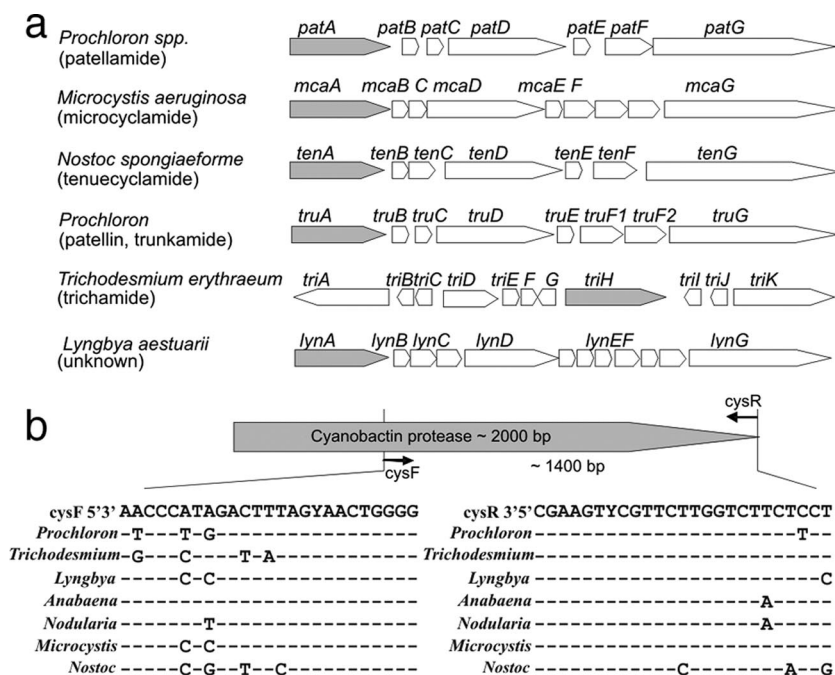 a
Prochloron spp.
(patellamide)
patA patB patC patD patE patF patG
Microcystis aeruginosa
(microcyclamide)
mcaA mcaB C mcaD mcaE F mcaG
Nostoc spongiaeforme
(tenuecyclamide)
tenA tenB tenC tenD tenE tenF tenG
Prochloron
(patellin, trunkamide)
truA truB truC truD truE truF1 truF2 truG
Trichodesmium erythraeum
(trichamide)
triA triB triC triD triE F G triH triI triJ triK
Lyngbya aestuarii
(unknown)
lynA lynB lynC lynD lynEF lynG
b
cysR
Cyanobactin protease ~ 2000 bp
cysF
~ 1400 bp
cysF 5'3' AACCCATAGACTTTAGYAACTGGGG cysR 3'5' CGAAGTYCGTTCTTGGTCTTCTCCT
Prochloron -T---T-G----------------- Prochloron ----------------------T--
Trichodesmium -G---C----T-A------------ Trichodesmium -------------------------
Lyngbya -----C-C----------------- Lyngbya ------------------------C
Anabaena ------------------------- Anabaena -------------------A-----
Nodularia -------T----------------- Nodularia -------------------A-----
Microcystis -----C-C----------------- Microcystis -------------------------
Nostoc -----C-G--T--C----------- Nostoc ------------C--------A--G